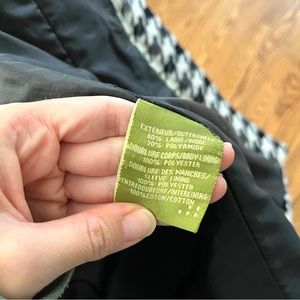 EXTERIEUR/OUTERSHELL
80% LAINE/WOOL
20% POLYAMIDE
DOUBLURE CORPS/BODY LINING
100% POLYESTER
DOUBLURE DES MANCHES/
SLEEVE LINING
100% POLYESTER
ENTREDOUBLURE/INTERLINING
100%COTON/COTTON